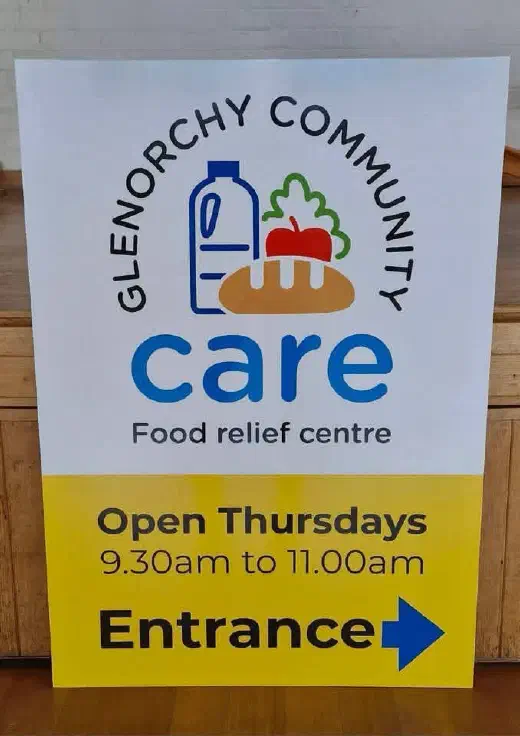 GLENORCHY COMMUNITY
care
Food relief centre
Open Thursdays
9.30am to 11.00am
Entrance